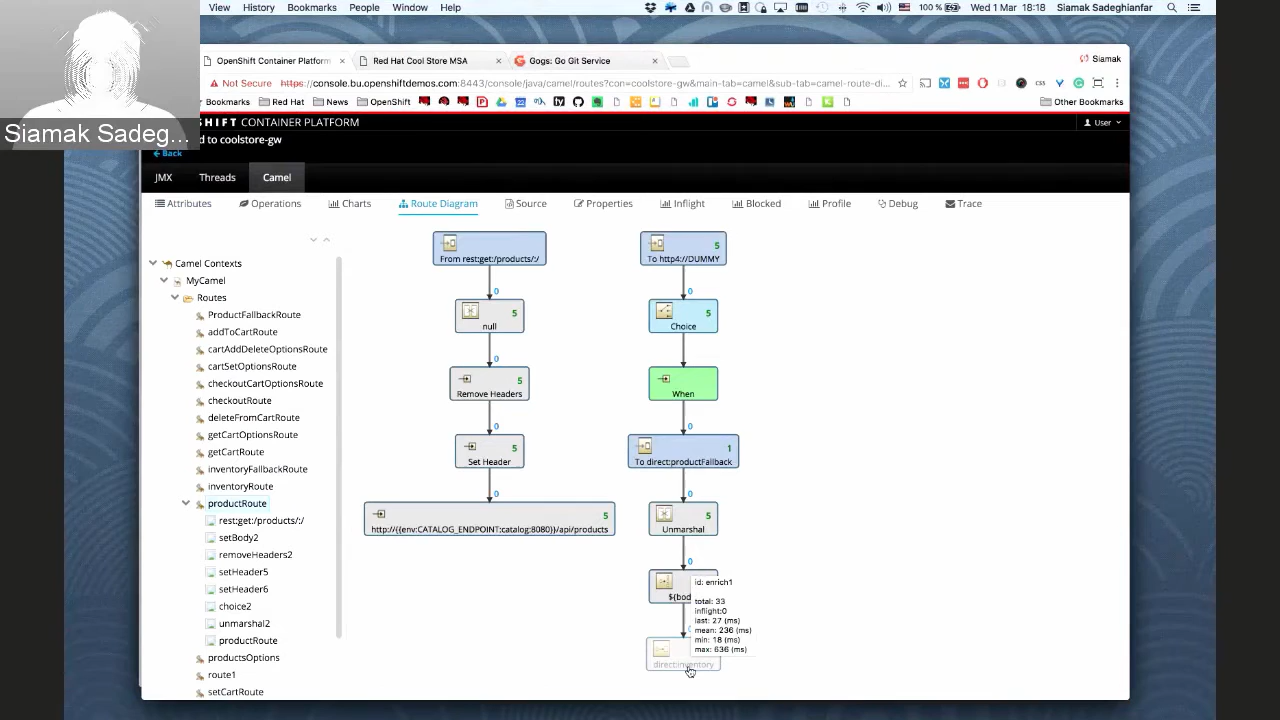 View History Bookmarks People Window Help 100 % Wed 1 Mar 18:18 Siamak Sadeghianfar
OpenShift Container Platform × Red Hat Cool Store MSA × Gogs: Go Git Service × Siamak
Not Secure https://console.bu.openshiftdemos.com:8443/console/java/camel/routes?con=coolstore-gw&main-tab=camel&sub-tab=camel-route-di...
Bookmarks Red Hat News OpenShift Other Bookmarks
Siamak Sadeg...
SHIFT CONTAINER PLATFORM User
d to coolstore-gw
Back
JMX Threads Camel
Attributes Operations Charts Route Diagram Source Properties Inflight Blocked Profile Debug Trace
Camel Contexts
MyCamel
Routes
ProductFallbackRoute
addToCartRoute
cartAddDeleteOptionsRoute
cartSetOptionsRoute
checkoutCartOptionsRoute
checkoutRoute
deleteFromCartRoute
getCartOptionsRoute
getCartRoute
inventoryFallbackRoute
inventoryRoute
productRoute
rest:get:/products/:/
setBody2
removeHeaders2
setHeader5
setHeader6
choice2
unmarshal2
productRoute
productsOptions
route1
setCartRoute
From rest:get:/products/:/
0
5
null
0
5
Remove Headers
0
5
Set Header
0
5
http://{{env:CATALOG_ENDPOINT:catalog:8080}}/api/products
5
To http4://DUMMY
0
5
Choice
5
When
0
1
To direct:productFallback
0
5
Unmarshal
0
${bod
direct:inventory
id: enrich1
total: 33
inflight:0
last: 27 (ms)
mean: 236 (ms)
min: 18 (ms)
max: 636 (ms)